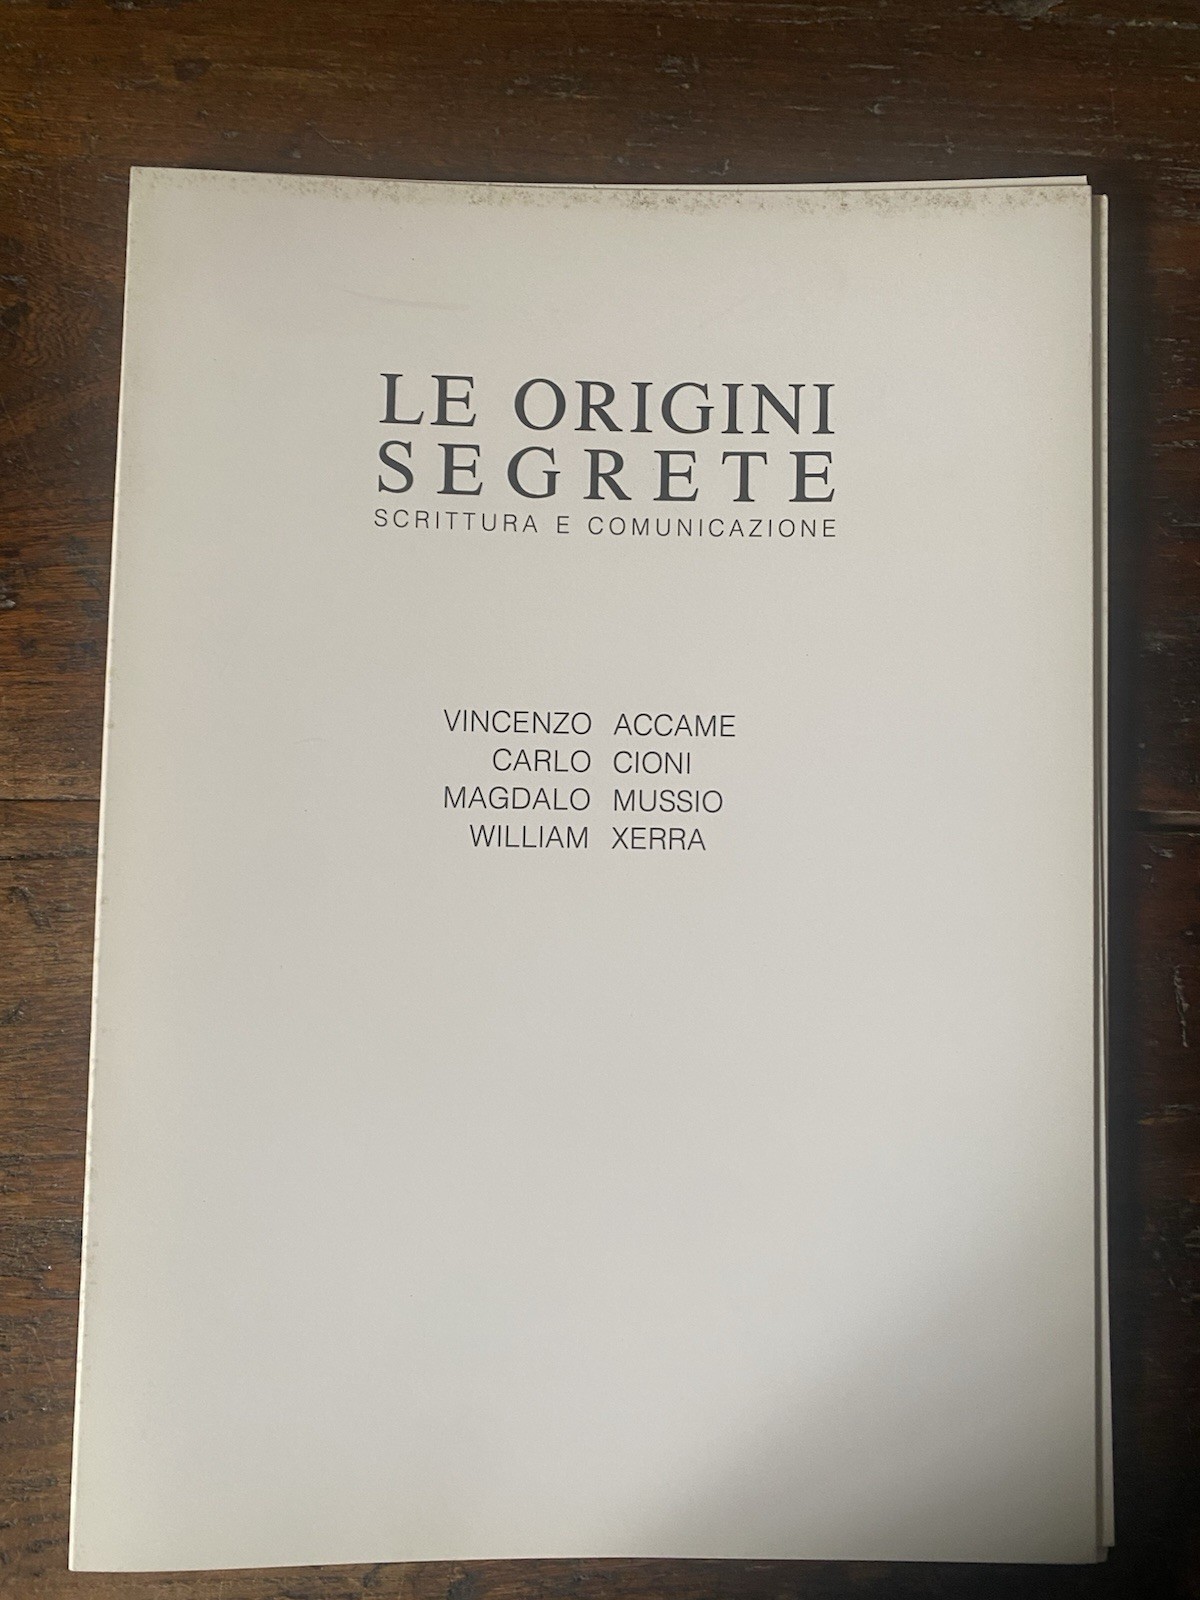 LE ORIGINI
SEGRETE
SCRITTURA E COMUNICAZIONE
VINCENZO ACCAME
CARLO CIONI
MAGDALO MUSSIO
WILLIAM XERRA